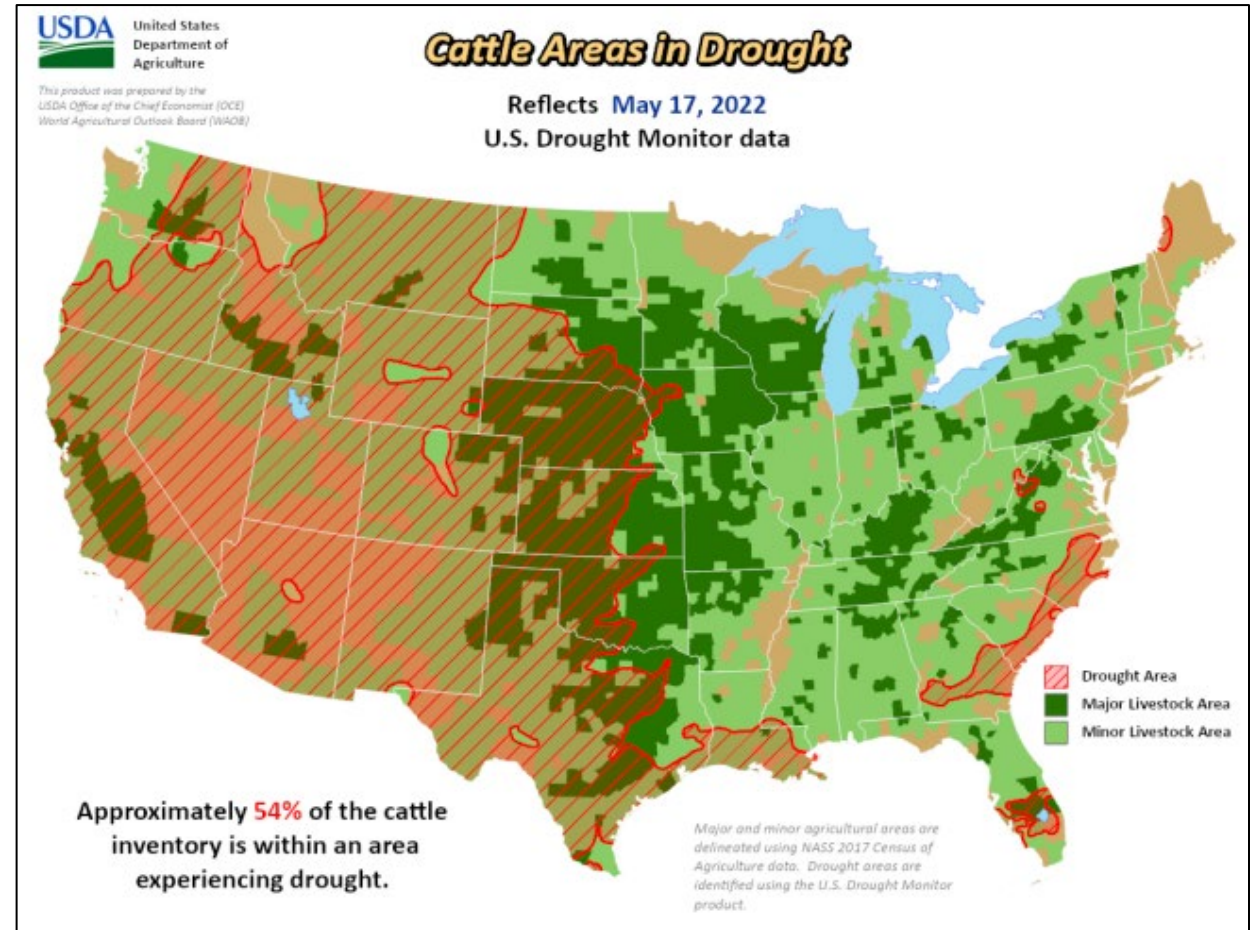 USDA
United States
Department of
Agriculture
This product was prepared by the
USDA Office of the Chief Economist (OCE)
World Agricultural Outlook Board (WAOB)
Cattle Areas in Drought
Reflects May 17, 2022
U.S. Drought Monitor data
Drought Area
Major Livestock Area
Minor Livestock Area
Approximately 54% of the cattle
inventory is within an area
experiencing drought.
Major and minor agricultural areas are
delineated using NASS 2017 Census of
Agriculture data. Drought areas are
identified using the U.S. Drought Monitor
product.